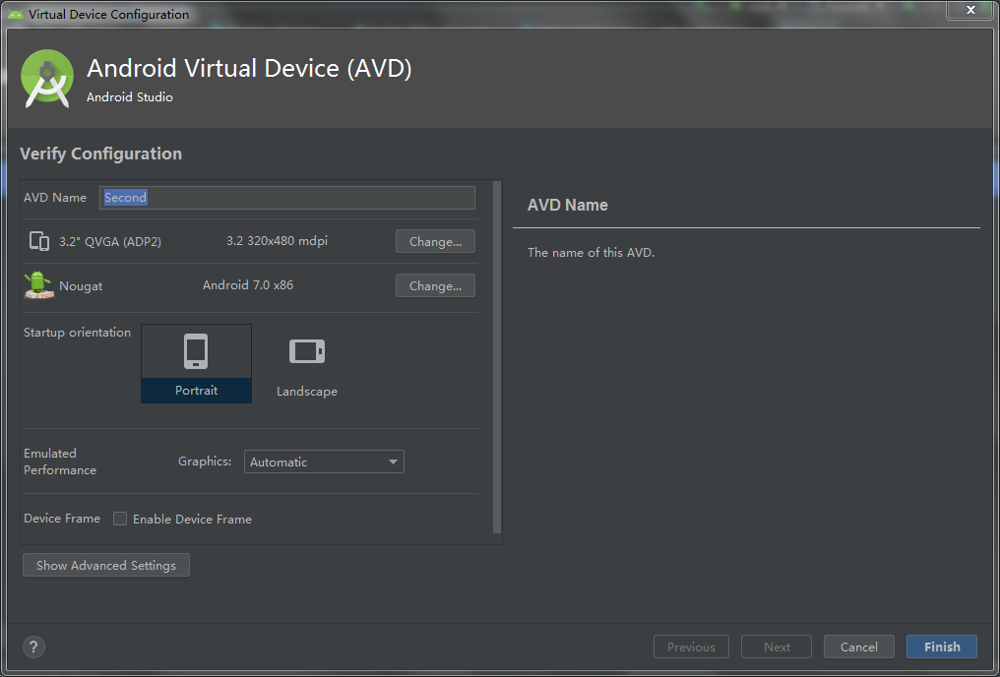 Virtual Device Configuration
x
Android Virtual Device (AVD)
Android Studio
Verify Configuration
AVD Name Second
3.2" QVGA (ADP2) 3.2 320x480 mdpi Change...
Nougat Android 7.0 x86 Change...
Startup orientation
Portrait
Landscape
Emulated
Performance
Graphics: Automatic
Device Frame Enable Device Frame
Show Advanced Settings
AVD Name
The name of this AVD.
? Previous Next Cancel Finish